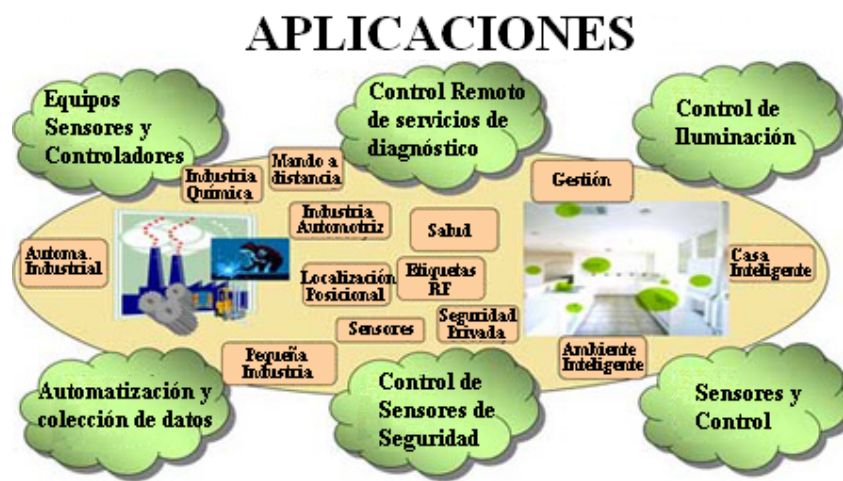 APLICACIONES
Equipos
Sensores y
Controladores
Control Remoto
de servicios de
diagnóstico
Control de
Iluminación
Industria
Química
Mando a
distancia
Gestión
Industria
Automotriz
Salud
Automa.
Industrial
Localización
Posicional
Etiquetas
RF
Casa
Inteligente
Sensores
Seguridad
Privada
Pequeña
Industria
Ambiente
Inteligente
Automatización y
colección de datos
Control de
Sensores de
Seguridad
Sensores y
Control